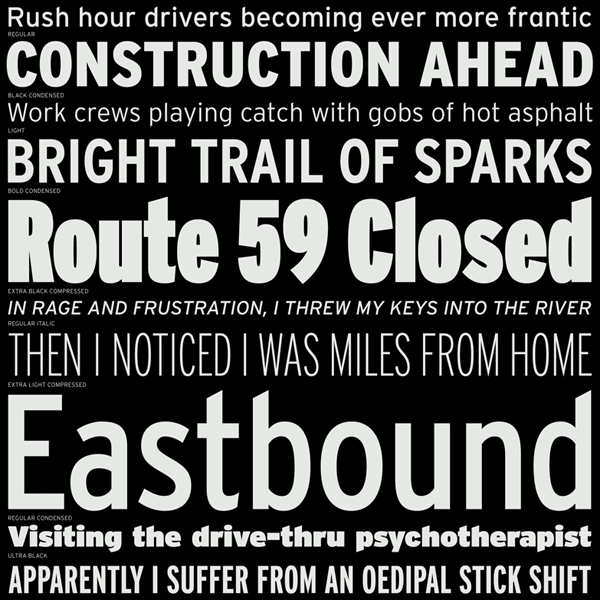 Rush hour drivers becoming ever more frantic
REGULAR
CONSTRUCTION AHEAD
BLACK CONDENSED
Work crews playing catch with gobs of hot asphalt
LIGHT
BRIGHT TRAIL OF SPARKS
BOLD CONDENSED
Route 59 Closed
EXTRA BLACK COMPRESSED
IN RAGE AND FRUSTRATION, I THREW MY KEYS INTO THE RIVER
REGULAR ITALIC
THEN I NOTICED I WAS MILES FROM HOME
EXTRA LIGHT COMPRESSED
Eastbound
REGULAR CONDENSED
Visiting the drive-thru psychotherapist
ULTRA BLACK
APPARENTLY I SUFFER FROM AN OEDIPAL STICK SHIFT